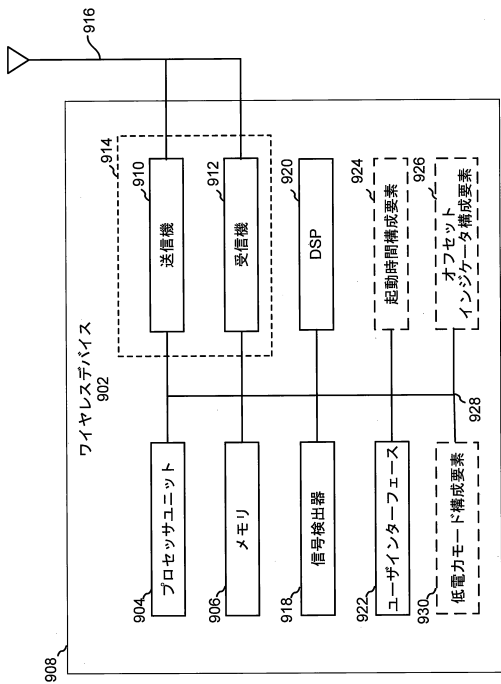 908
ワイヤレスデバイス
902
916
914
904
プロセッサユニット
910
送信機
906
メモリ
912
受信機
918
信号検出器
920
DSP
922
ユーザインターフェース
924
起動時間構成要素
930
低電力モード構成要素
926
オフセット
インジケータ構成要素
928